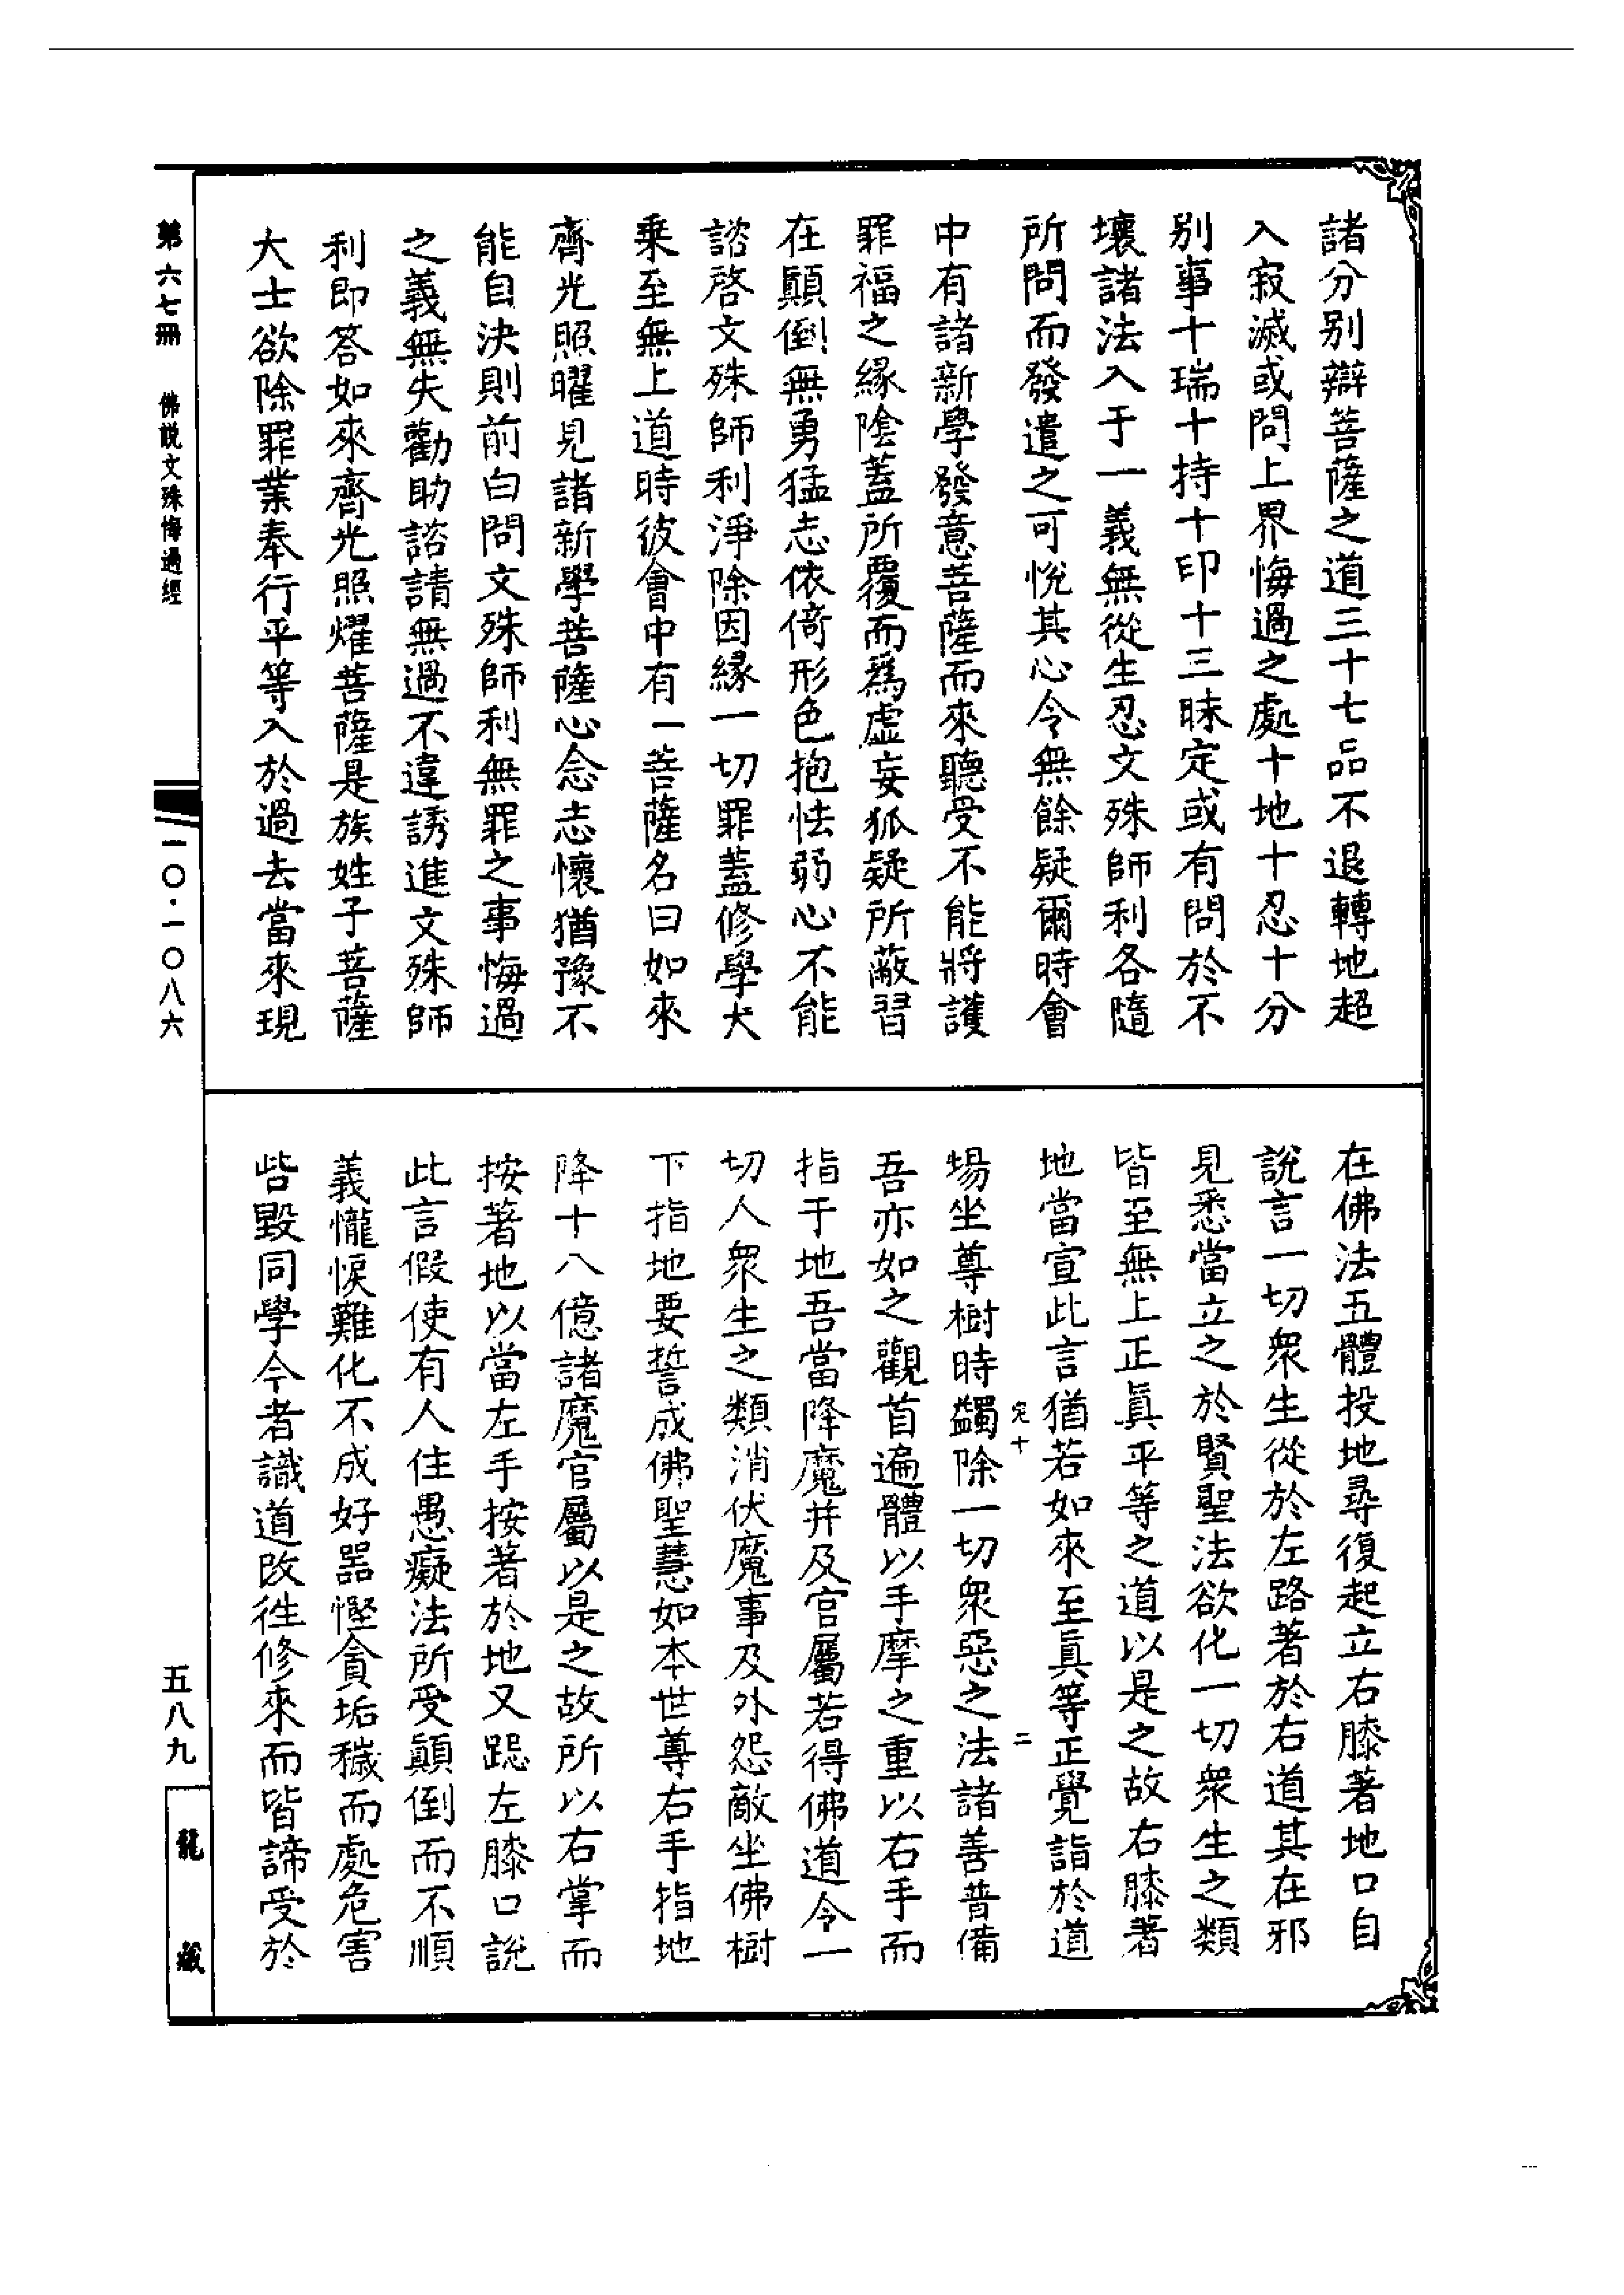 諸分別辯菩薩之道三十七品不退轉地超
入寂滅或問上界悔過之處十地十忍十分
別事十瑞十持十印十三昧定或有問於不
壞諸法入于一義無從生忍文殊師利各隨
所問而發遣之可悅其心令無餘疑爾時會
中有諸新學發意菩薩而來聽受不能將護
罪福之緣陰蓋所覆而爲虛妄狐疑所蔽習
在顚倒無勇猛志依倚形色抱怯弱心不能
諮啓文殊師利淨除因緣一切罪蓋修學大
乘至無上道時彼會中有一菩薩名曰如來
齊光照曜見諸新學菩薩心念志懷猶豫不
能自決則前白問文殊師利無罪之事悔過
之義無失勸助諮請無過不違誘進文殊師
利即答如來齊光照燿菩薩是族姓子菩薩
大士欲除罪業奉行平等入於過去當來現
在佛法五體投地尋復起立右膝著地口自
說言一切衆生從於左路著於右道其在邪
見悉當立之於賢聖法欲化一切衆生之類
皆至無上正眞平等之道以是之故右膝著
地當宣此言猶若如來至眞等正覺詣於道
場坐尊樹時蠲除一切衆惡之法諸善普備
吾亦如之觀首遍體以手摩之重以右手而
指于地吾當降魔幷及官屬若得佛道令一
切人衆生之類消伏魔事及外怨敵坐佛樹
下指地要誓成佛聖慧如本世尊右手指地
降十八億諸魔官屬以是之故所以右掌而
按著地以當左手按著於地又跽左膝口說
此言假使有人住愚癡法所受顚倒而不順
義儱悷難化不成好器慳貪垢穢而處危害
呰毀同學今者識道改徃修來而皆諦受於
十
二
第六七冊
佛說文殊悔過經
一〇·一〇八六
五八九
龍藏